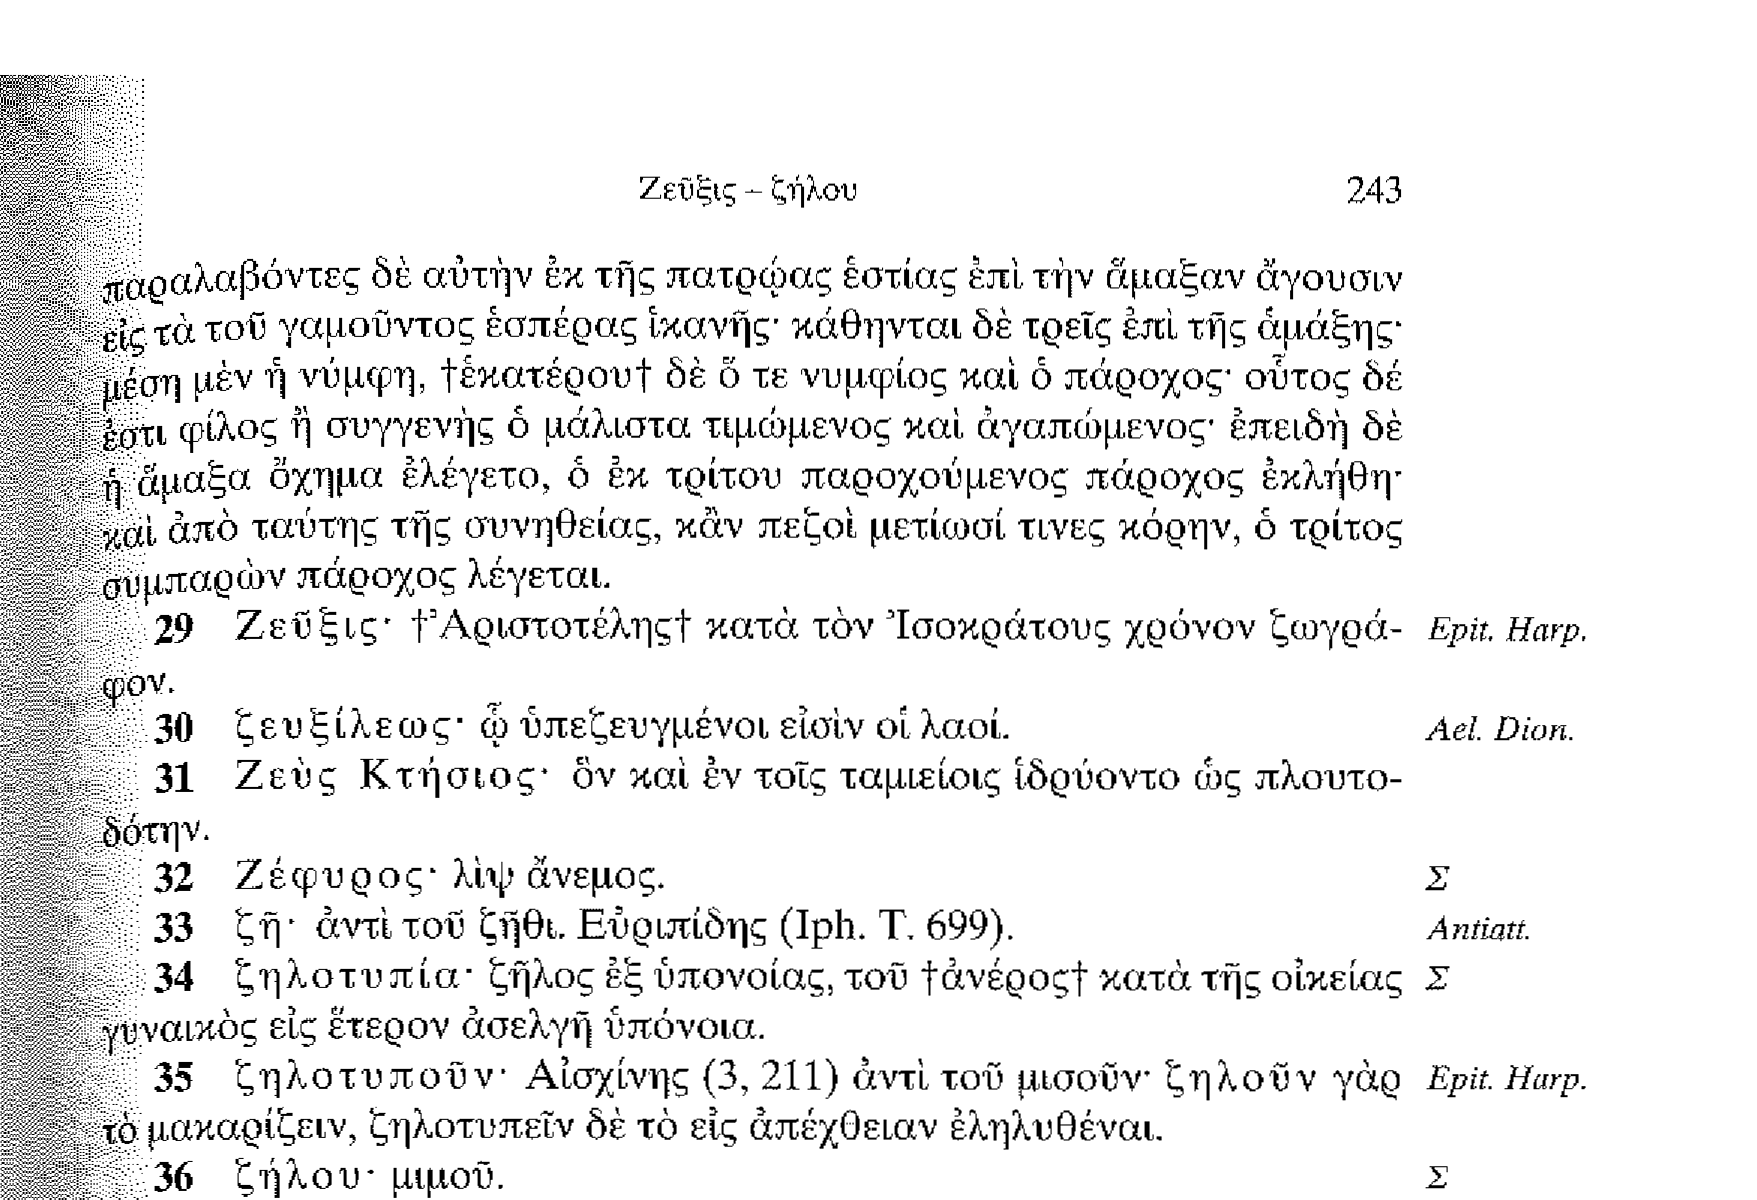 Ζεῦξις – ζήλου 243
παραλαβόντες δὲ αὐτὴν ἐκ τῆς πατρῴας ἑστίας ἐπὶ τὴν ἅμαξαν ἄγουσιν
εἰς τὰ τοῦ γαμοῦντος ἑσπέρας ἱκανῆς· κάθηνται δὲ τρεῖς ἐπὶ τῆς ἁμάξης·
μέση μὲν ἡ νύμφη, †ἑκατέρου† δὲ ὅ τε νυμφίος καὶ ὁ πάροχος· οὗτος δέ
ἐστι φίλος ἢ συγγενὴς ὁ μάλιστα τιμώμενος καὶ ἀγαπώμενος· ἐπειδὴ δὲ
ἡ ἅμαξα ὄχημα ἐλέγετο, ὁ ἐκ τρίτου παροχούμενος πάροχος ἐκλήθη·
καὶ ἀπὸ ταύτης τῆς συνηθείας, κἂν πεζοὶ μετίωσί τινες κόρην, ὁ τρίτος
συμπαρὼν πάροχος λέγεται.
29 Ζεῦξις· †Ἀριστοτέλης† κατὰ τὸν Ἰσοκράτους χρόνον ζωγρά- Epit. Harp.
φον.
30 ζευξίλεως· ᾧ ὑπεζευγμένοι εἰσὶν οἱ λαοί. Ael. Dion.
31 Ζεὺς Κτήσιος· ὃν καὶ ἐν τοῖς ταμιείοις ἱδρύοντο ὡς πλουτο-
δότην.
32 Ζέφυρος· λὶψ ἄνεμος. Σ
33 ζῆ· ἀντὶ τοῦ ζῆθι. Εὐριπίδης (Iph. T. 699). Antiatt.
34 ζηλοτυπία· ζῆλος ἐξ ὑπονοίας, τοῦ †ἀνέρος† κατὰ τῆς οἰκείας Σ
γυναικὸς εἰς ἕτερον ἀσελγῆ ὑπόνοια.
35 ζηλοτυποῦν· Αἰσχίνης (3, 211) ἀντὶ τοῦ μισοῦν· ζηλοῦν γὰρ Epit. Harp.
τὸ μακαρίζειν, ζηλοτυπεῖν δὲ τὸ εἰς ἀπέχθειαν ἐληλυθέναι.
36 ζήλου· μιμοῦ. Σ